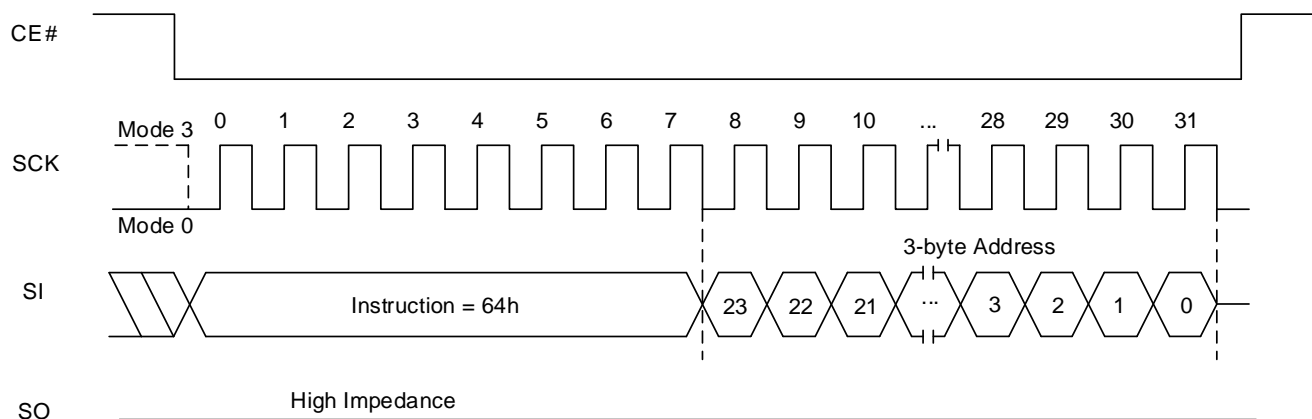 CE#
SCK
Mode 3
0 1 2 3 4 5 6 7 8 9 10 ... 28 29 30 31
Mode 0
3-byte Address
SI
Instruction = 64h
23 22 21 ... 3 2 1 0
SO
High Impedance